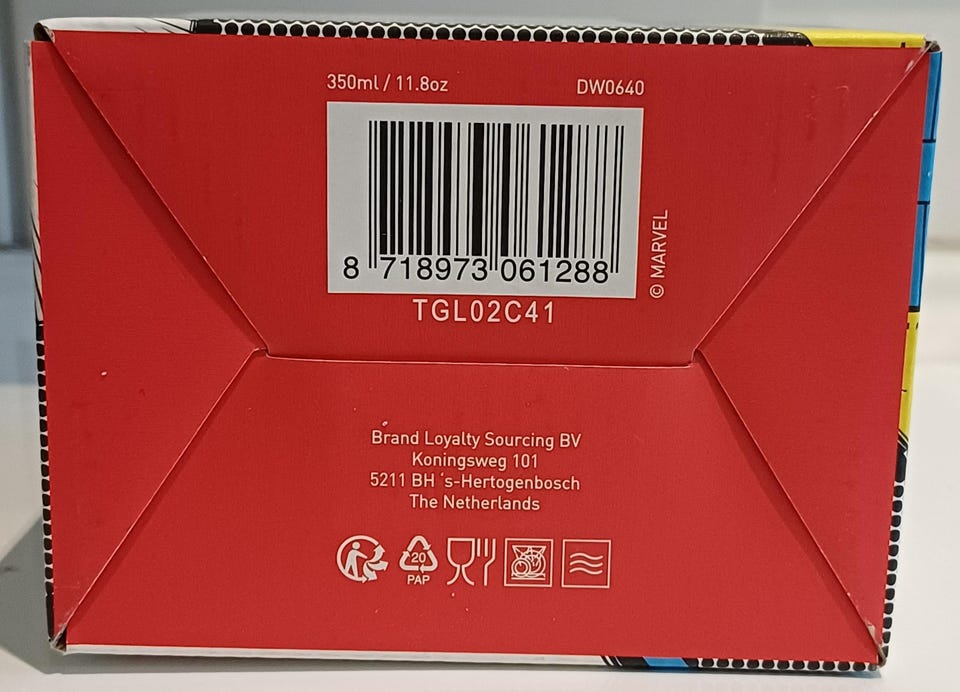 350ml / 11.8oz
DW0640
8 718973 061288
© MARVEL
TGL02C41
Brand Loyalty Sourcing BV
Koningsweg 101
5211 BH 's-Hertogenbosch
The Netherlands
20
PAP